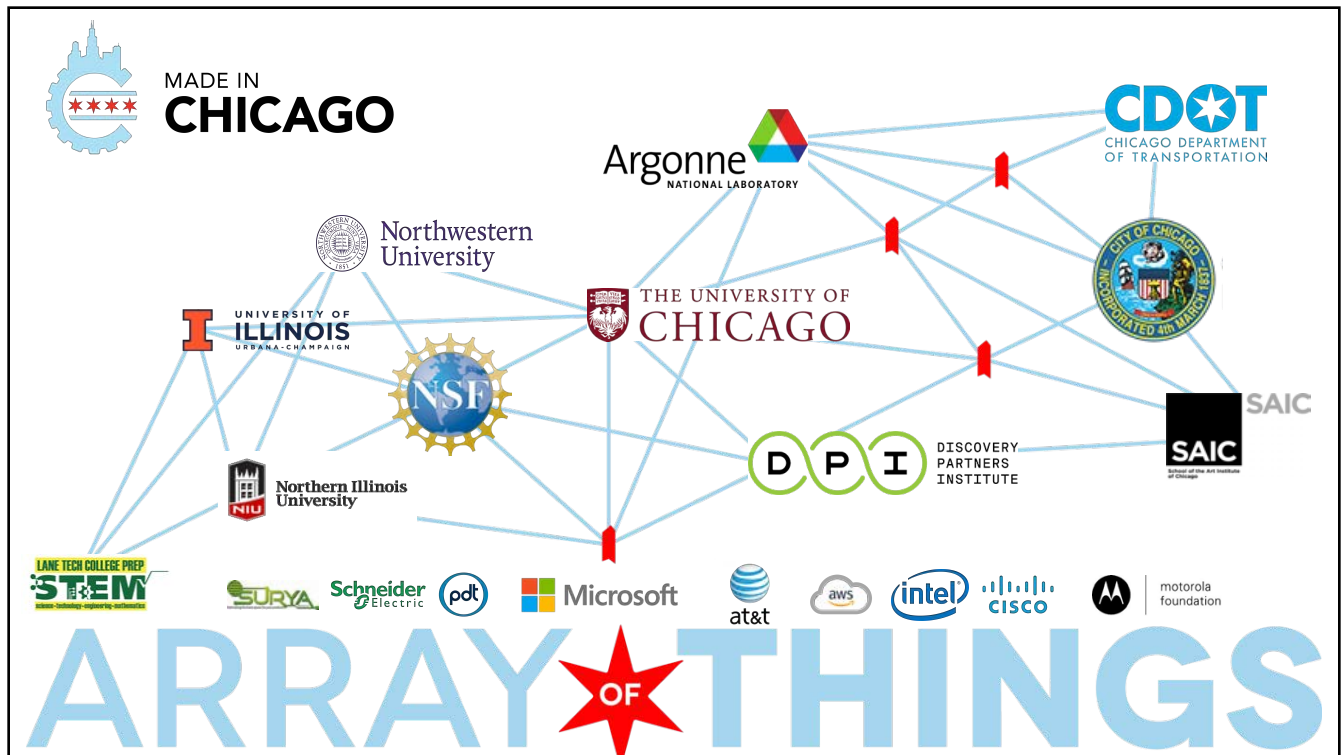 MADE IN
CHICAGO
Argonne
NATIONAL LABORATORY
CDOT
CHICAGO DEPARTMENT
OF TRANSPORTATION
NORTHWESTERN UNIVERSITY
1851
Northwestern
University
CITY OF CHICAGO
INCORPORATED 4th MARCH 1837
UNIVERSITY OF
ILLINOIS
URBANA-CHAMPAIGN
THE UNIVERSITY OF
CHICAGO
NSF
SAIC
SAIC
School of the Art Institute
of Chicago
DPI
DISCOVERY
PARTNERS
INSTITUTE
NIU
Northern Illinois
University
LANE TECH COLLEGE PREP
STEM
science-technology-engineering-mathematics
SURYA
Schneider
Electric
pdt
Microsoft
at&t
aws
intel
CISCO
motorola
foundation
ARRAY OF THINGS